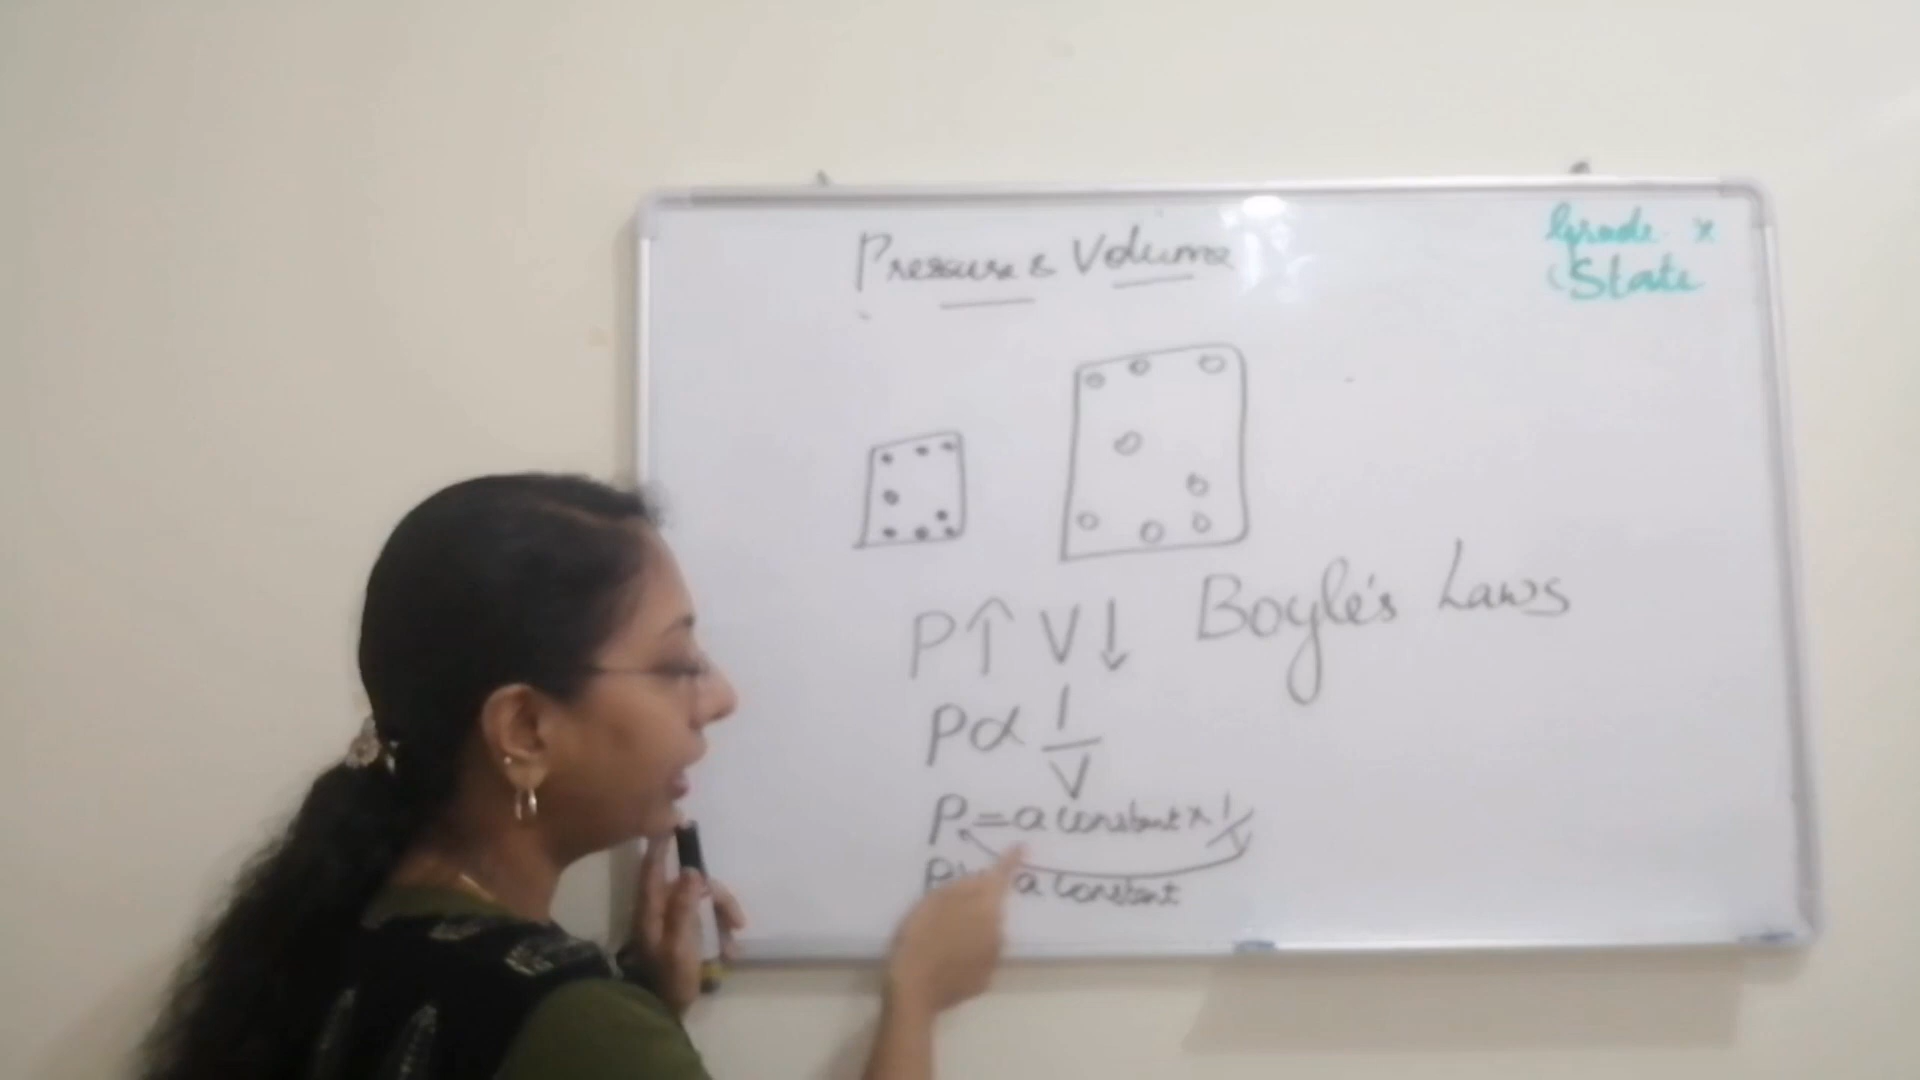 Pressure & Volume
Grade X
State
P↑ V↓
Boyle's Laws
P∝ 1/V
P = a constant × 1/V
a constant